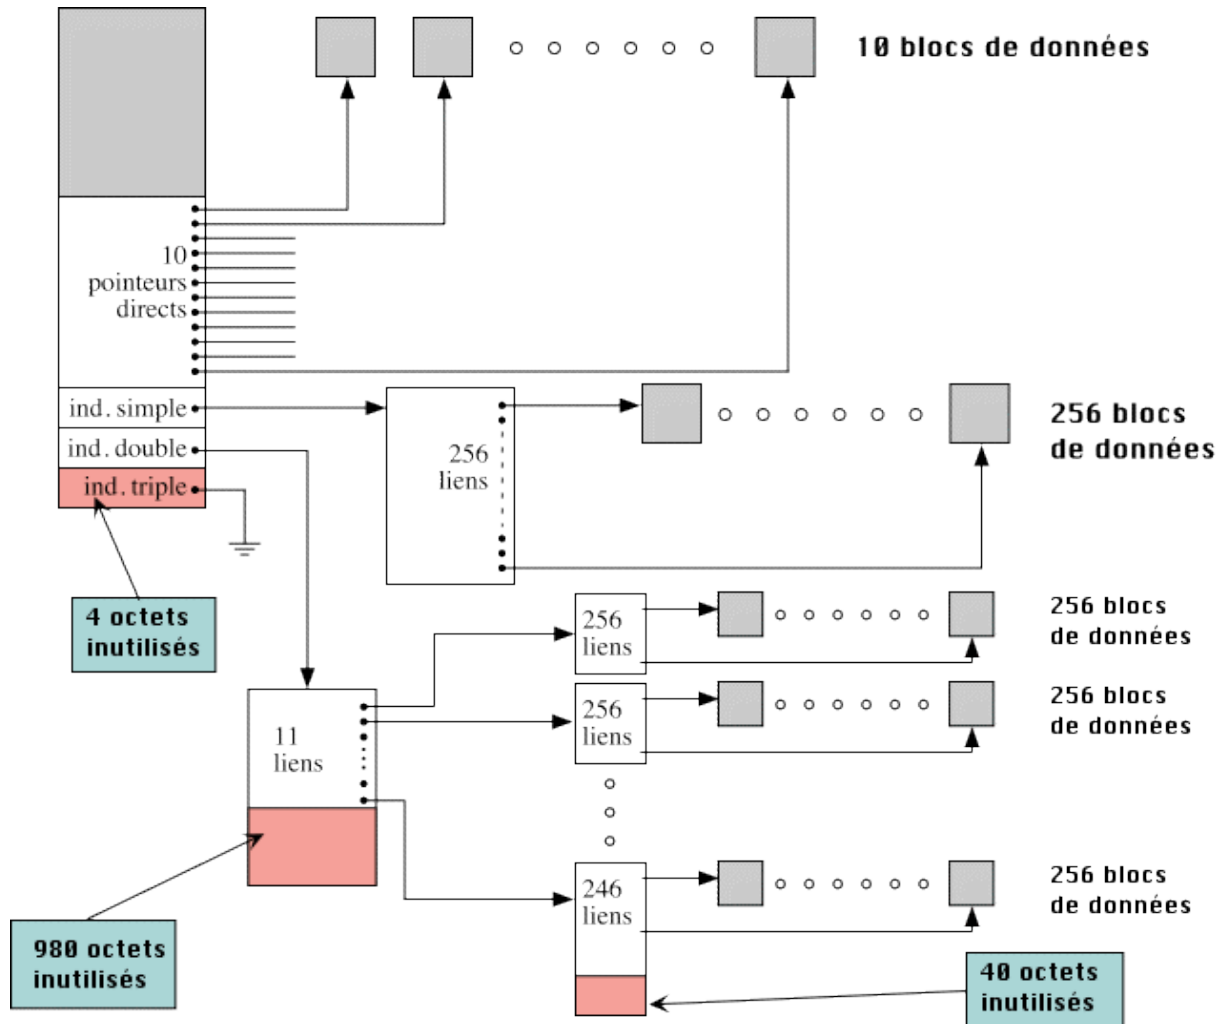 10 blocs de données
10
pointeurs
directs
ind. simple
ind. double
ind. triple
256
liens
256 blocs
de données
4 octets
inutilisés
256
liens
256 blocs
de données
256
liens
256 blocs
de données
11
liens
246
liens
256 blocs
de données
980 octets
inutilisés
40 octets
inutilisés